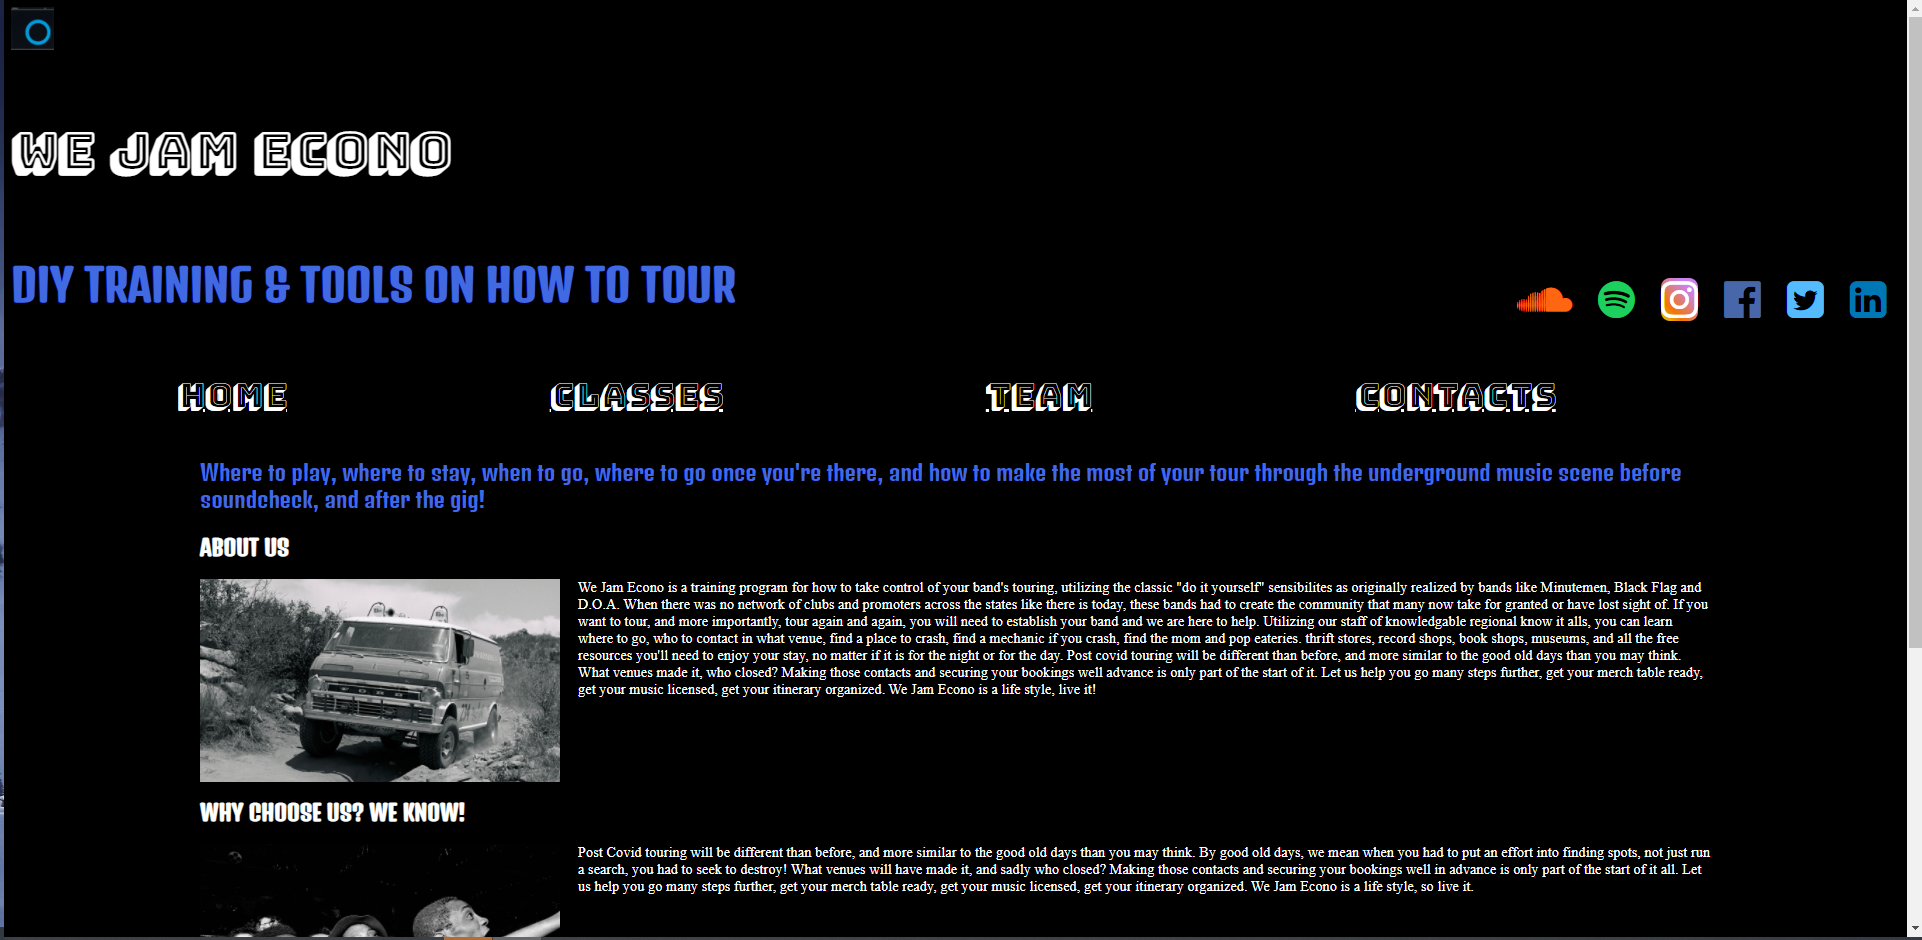 WE JAM ECONO
DIY TRAINING & TOOLS ON HOW TO TOUR
HOME CLASSES TEAM CONTACTS
Where to play, where to stay, when to go, where to go once you're there, and how to make the most of your tour through the underground music scene before
soundcheck, and after the gig!
ABOUT US
We Jam Econo is a training program for how to take control of your band's touring, utilizing the classic "do it yourself" sensibilites as originally realized by bands like Minutemen, Black Flag and
D.O.A. When there was no network of clubs and promoters across the states like there is today, these bands had to create the community that many now take for granted or have lost sight of. If you
want to tour, and more importantly, tour again and again, you will need to establish your band and we are here to help. Utilizing our staff of knowledgable regional know it alls, you can learn
where to go, who to contact in what venue, find a place to crash, find a mechanic if you crash, find the mom and pop eateries. thrift stores, record shops, book shops, museums, and all the free
resources you'll need to enjoy your stay, no matter if it is for the night or for the day. Post covid touring will be different than before, and more similar to the good old days than you may think.
What venues made it, who closed? Making those contacts and securing your bookings well advance is only part of the start of it. Let us help you go many steps further, get your merch table ready,
get your music licensed, get your itinerary organized. We Jam Econo is a life style, live it!
FORD
WHY CHOOSE US? WE KNOW!
Post Covid touring will be different than before, and more similar to the good old days than you may think. By good old days, we mean when you had to put an effort into finding spots, not just run
a search, you had to seek to destroy! What venues will have made it, and sadly who closed? Making those contacts and securing your bookings well in advance is only part of the start of it all. Let
us help you go many steps further, get your merch table ready, get your music licensed, get your itinerary organized. We Jam Econo is a life style, so live it.